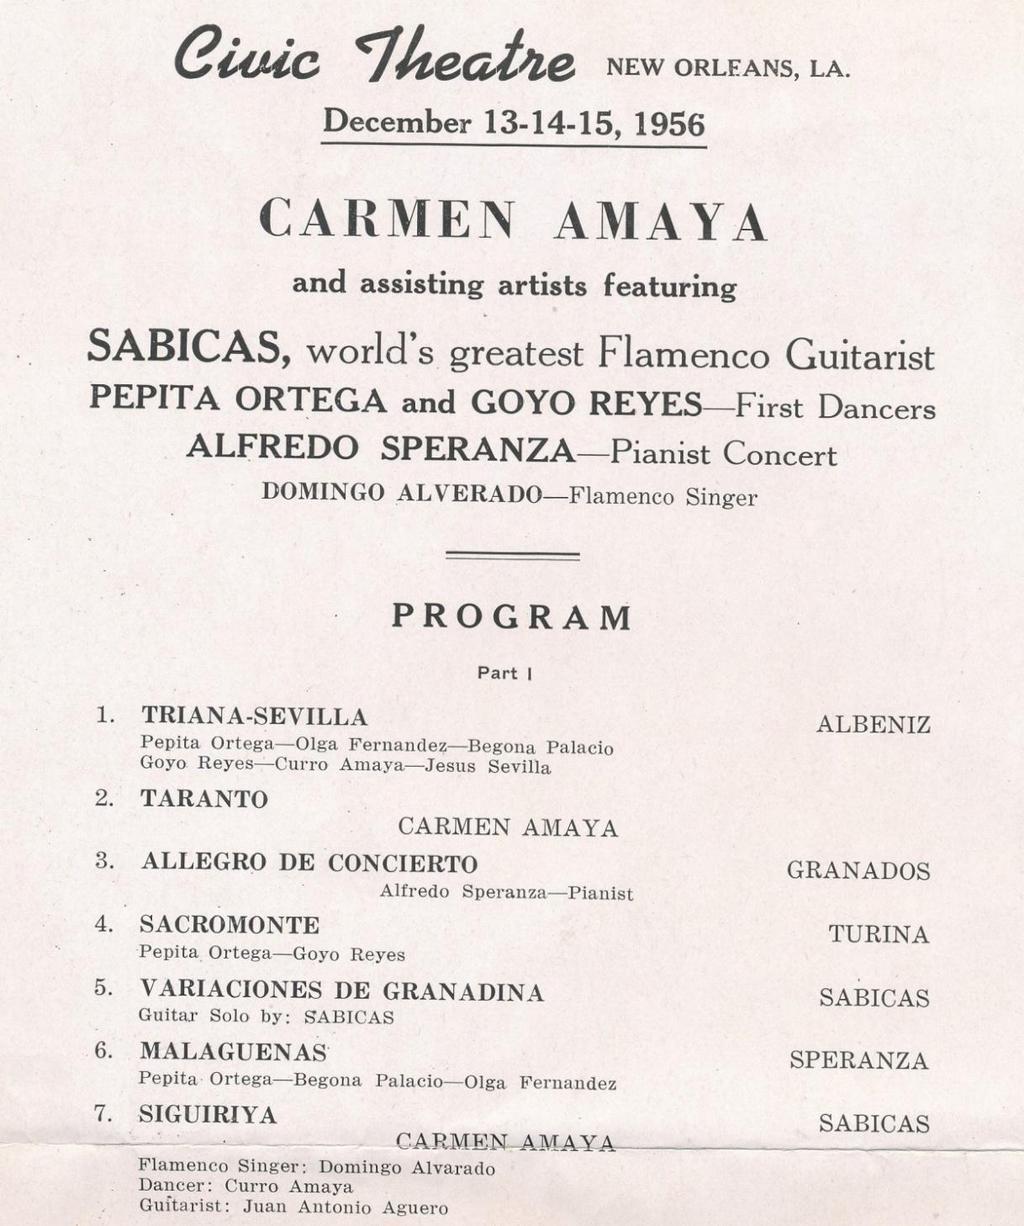 Civic Theatre NEW ORLEANS, LA.
December 13-14-15, 1956
CARMEN AMAYA
and assisting artists featuring
SABICAS, world's greatest Flamenco Guitarist
PEPITA ORTEGA and GOYO REYES—First Dancers
ALFREDO SPERANZA—Pianist Concert
DOMINGO ALVERADO—Flamenco Singer
PROGRAM
Part I
1. TRIANA-SEVILLA ALBENIZ
Pepita Ortega—Olga Fernandez—Begona Palacio
Goyo Reyes—Curro Amaya—Jesus Sevilla
2. TARANTO
CARMEN AMAYA
3. ALLEGRO DE CONCIERTO GRANADOS
Alfredo Speranza—Pianist
4. SACROMONTE TURINA
Pepita Ortega—Goyo Reyes
5. VARIACIONES DE GRANADINA SABICAS
Guitar Solo by: SABICAS
6. MALAGUENAS SPERANZA
Pepita Ortega—Begona Palacio—Olga Fernandez
7. SIGUIRIYA SABICAS
CARMEN AMAYA
Flamenco Singer: Domingo Alvarado
Dancer: Curro Amaya
Guitarist: Juan Antonio Aguero